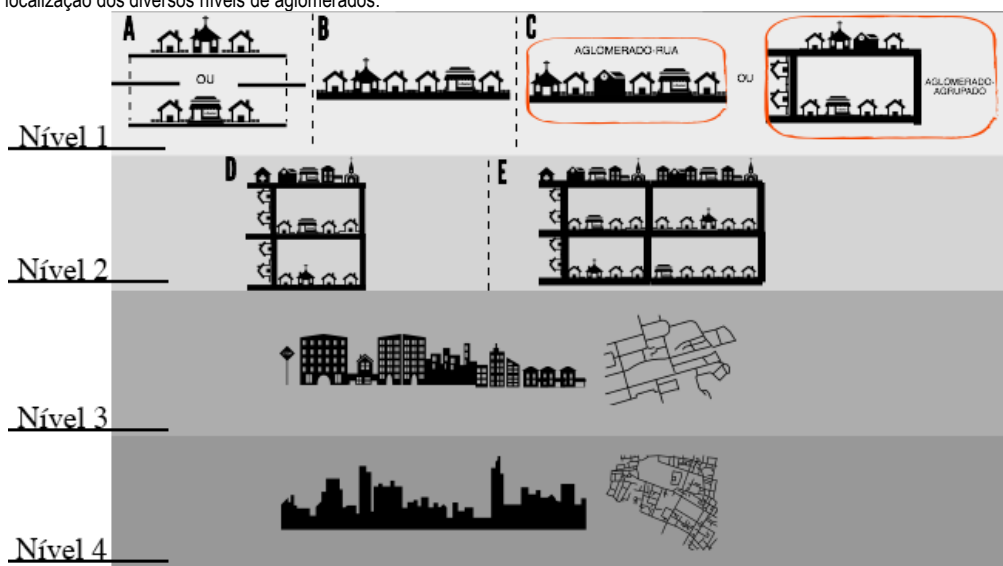 localização dos diversos níveis de aglomerados.
A
B
C
OU
AGLOMERADO-RUA
OU
AGLOMERADO-
AGRUPADO
Nível 1
D
E
Nível 2
Nível 3
Nível 4